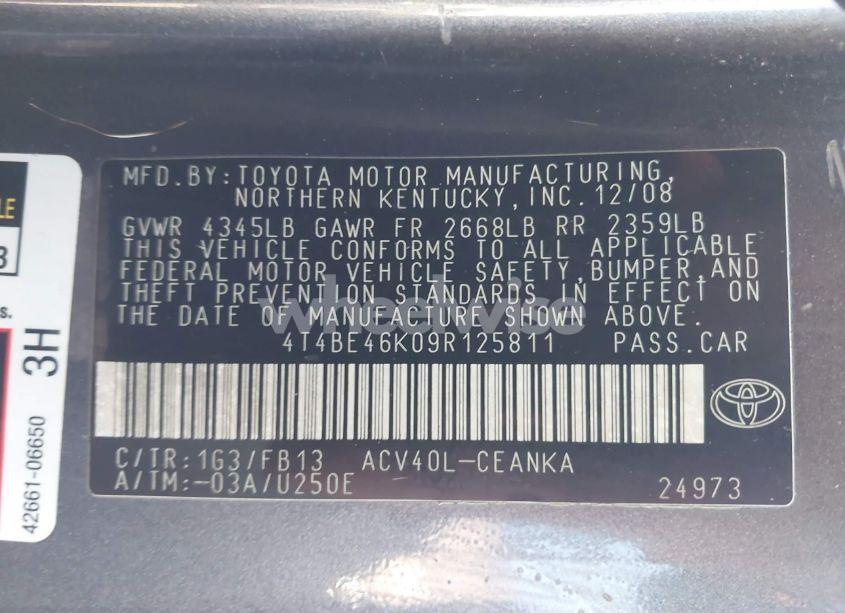 MFD.BY:TOYOTA MOTOR MANUFACTURING,
NORTHERN KENTUCKY,INC.12/08
GVWR 4345LB GAWR FR 2668LB RR 2359LB
THIS VEHICLE CONFORMS TO ALL APPLICABLE
FEDERAL MOTOR VEHICLE SAFETY,BUMPER,AND
THEFT PREVENTION STANDARDS IN EFFECT ON
THE DATE OF MANUFACTURE SHOWN ABOVE.
4T4BE46K09R125811 PASS.CAR
C/TR:1G3/FB13 ACV40L-CEANKA
A/TM:-03A/U250E 24973
wheelwise
3H
42661-06650